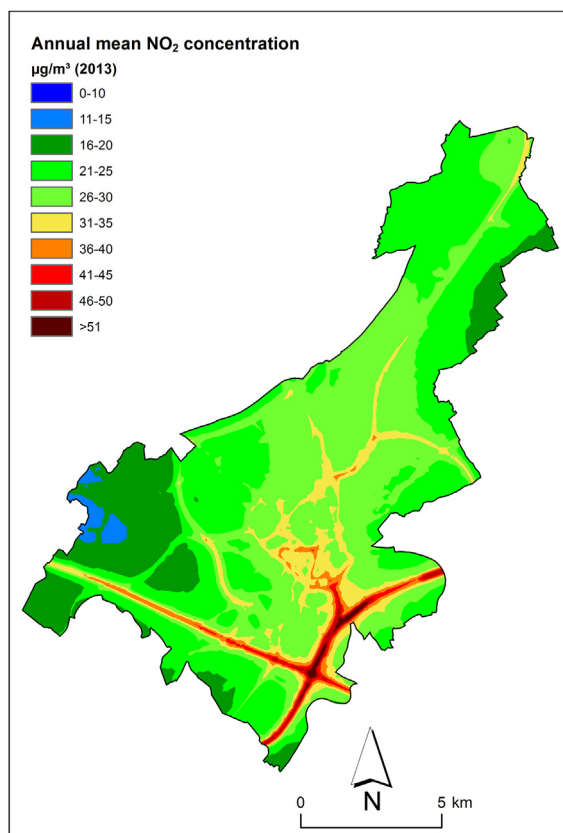 Annual mean NO₂ concentration
µg/m³ (2013)
0-10
11-15
16-20
21-25
26-30
31-35
36-40
41-45
46-50
>51
N
0 5 km